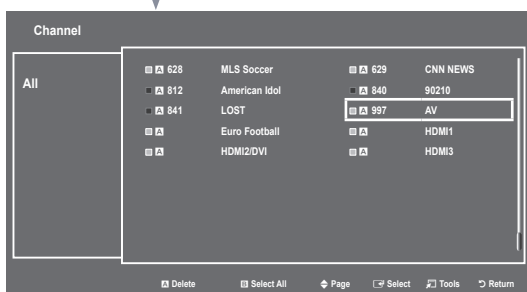 Channel
All
A 628 MLS Soccer A 629 CNN NEWS
A 812 American Idol A 840 90210
A 841 LOST A 997 AV
A Euro Football A HDMI1
A HDMI2/DVI A HDMI3
A Delete B Select All Page Select Tools Return